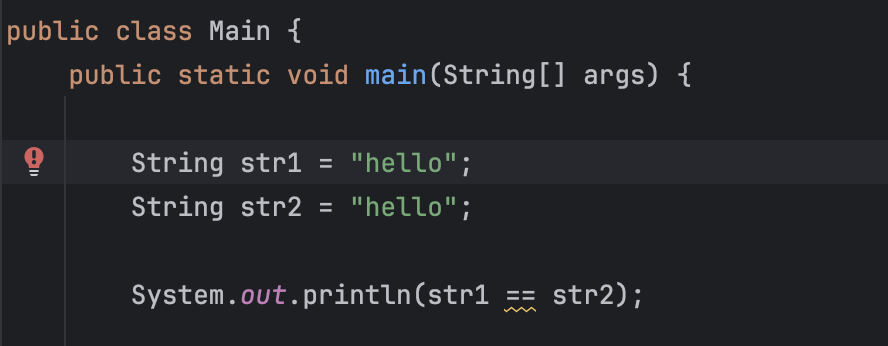 public class Main {
    public static void main(String[] args) {
        String str1 = "hello";
        String str2 = "hello";
        System.out.println(str1 == str2);